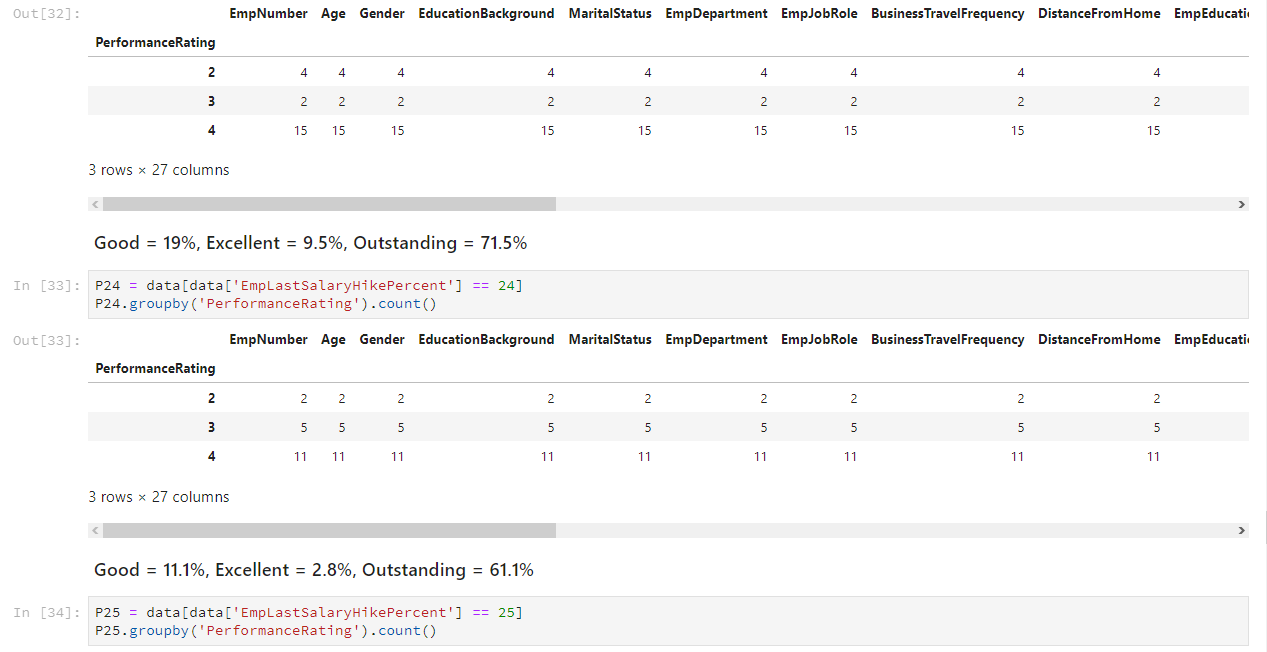 Out[32]: EmpNumber Age Gender EducationBackground MaritalStatus EmpDepartment EmpJobRole BusinessTravelFrequency DistanceFromHome EmpEducatio
PerformanceRating
2 4 4 4 4 4 4 4 4 4
3 2 2 2 2 2 2 2 2 2
4 15 15 15 15 15 15 15 15 15
3 rows × 27 columns
Good = 19%, Excellent = 9.5%, Outstanding = 71.5%
In [33]: P24 = data[data['EmpLastSalaryHikePercent'] == 24]
P24.groupby('PerformanceRating').count()
Out[33]: EmpNumber Age Gender EducationBackground MaritalStatus EmpDepartment EmpJobRole BusinessTravelFrequency DistanceFromHome EmpEducatio
PerformanceRating
2 2 2 2 2 2 2 2 2 2
3 5 5 5 5 5 5 5 5 5
4 11 11 11 11 11 11 11 11 11
3 rows × 27 columns
Good = 11.1%, Excellent = 2.8%, Outstanding = 61.1%
In [34]: P25 = data[data['EmpLastSalaryHikePercent'] == 25]
P25.groupby('PerformanceRating').count()